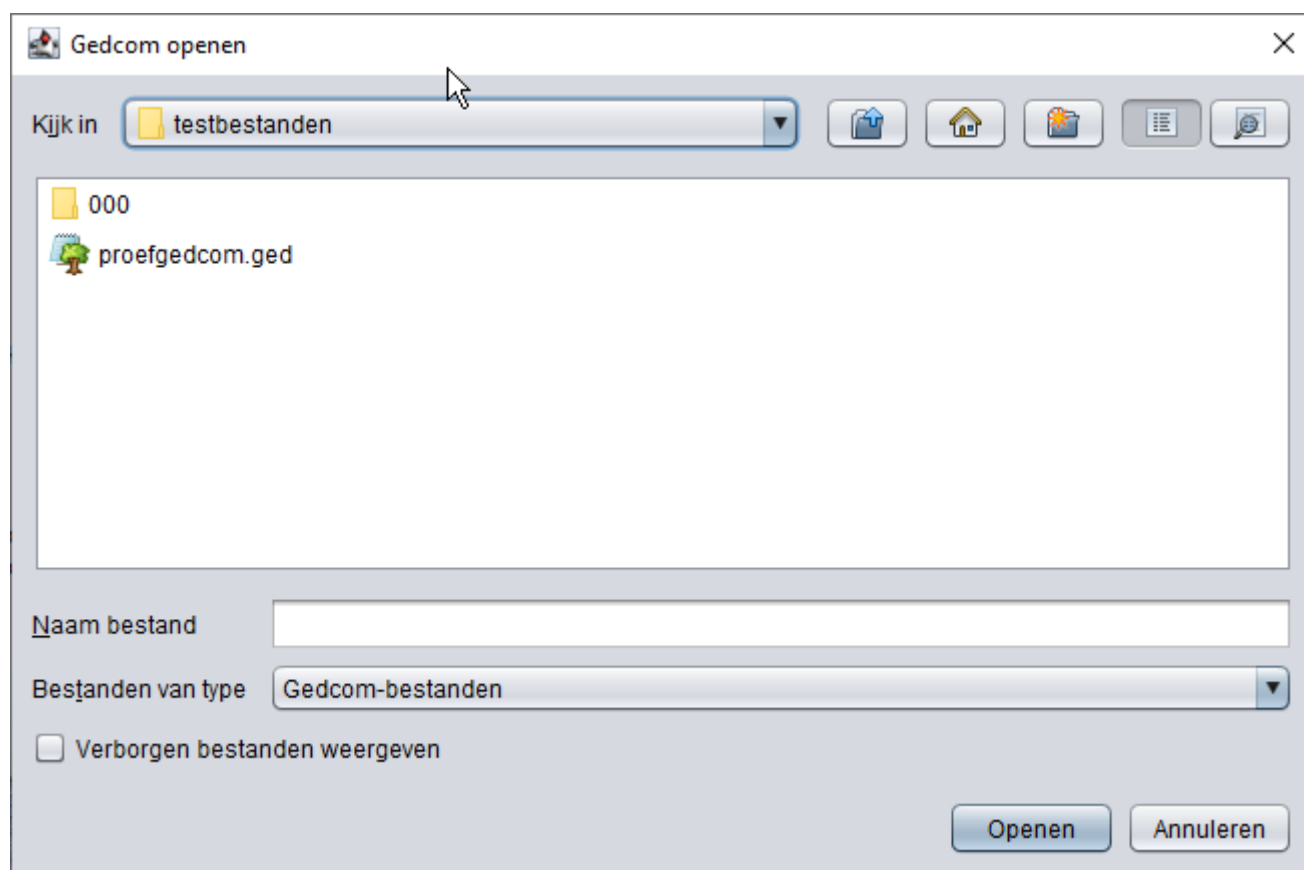 Gedcom openen
Kijk in testbestanden
000
proefgedcom.ged
Naam bestand
Bestanden van type Gedcom-bestanden
Verborgen bestanden weergeven
Openen Annuleren